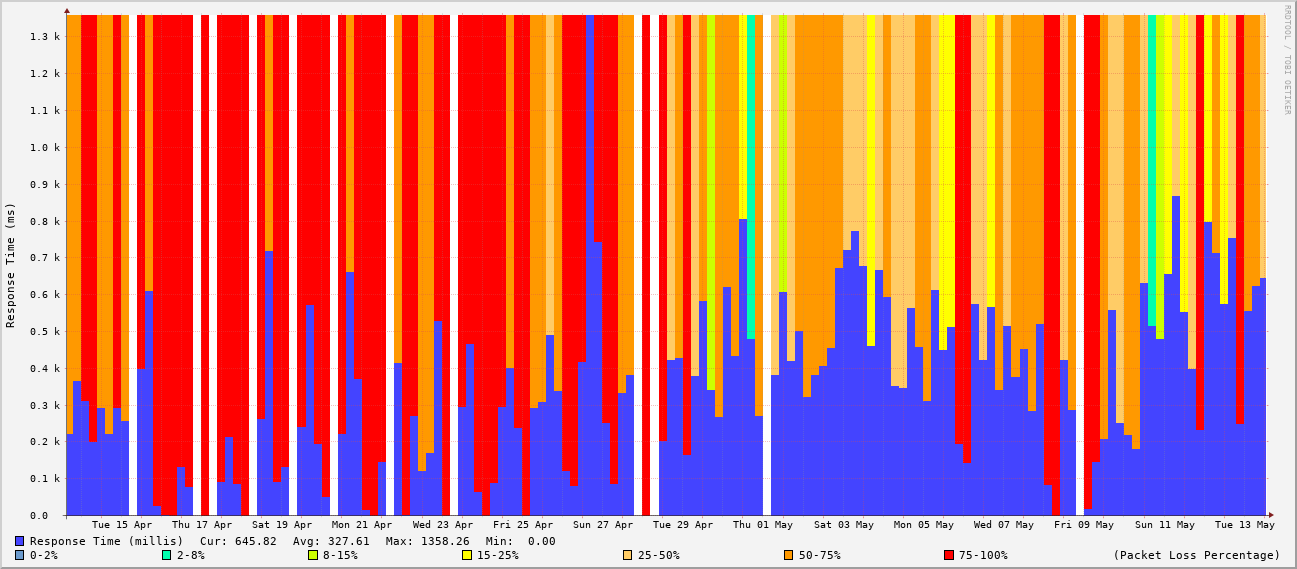 RRDTOOL / TOBI OETIKER
Response Time (ms)
1.3 k
1.2 k
1.1 k
1.0 k
0.9 k
0.8 k
0.7 k
0.6 k
0.5 k
0.4 k
0.3 k
0.2 k
0.1 k
0.0
Tue 15 Apr Thu 17 Apr Sat 19 Apr Mon 21 Apr Wed 23 Apr Fri 25 Apr Sun 27 Apr Tue 29 Apr Thu 01 May Sat 03 May Mon 05 May Wed 07 May Fri 09 May Sun 11 May Tue 13 May
Response Time (millis) Cur: 645.82 Avg: 327.61 Max: 1358.26 Min: 0.00
0-2% 2-8% 8-15% 15-25% 25-50% 50-75% 75-100% (Packet Loss Percentage)